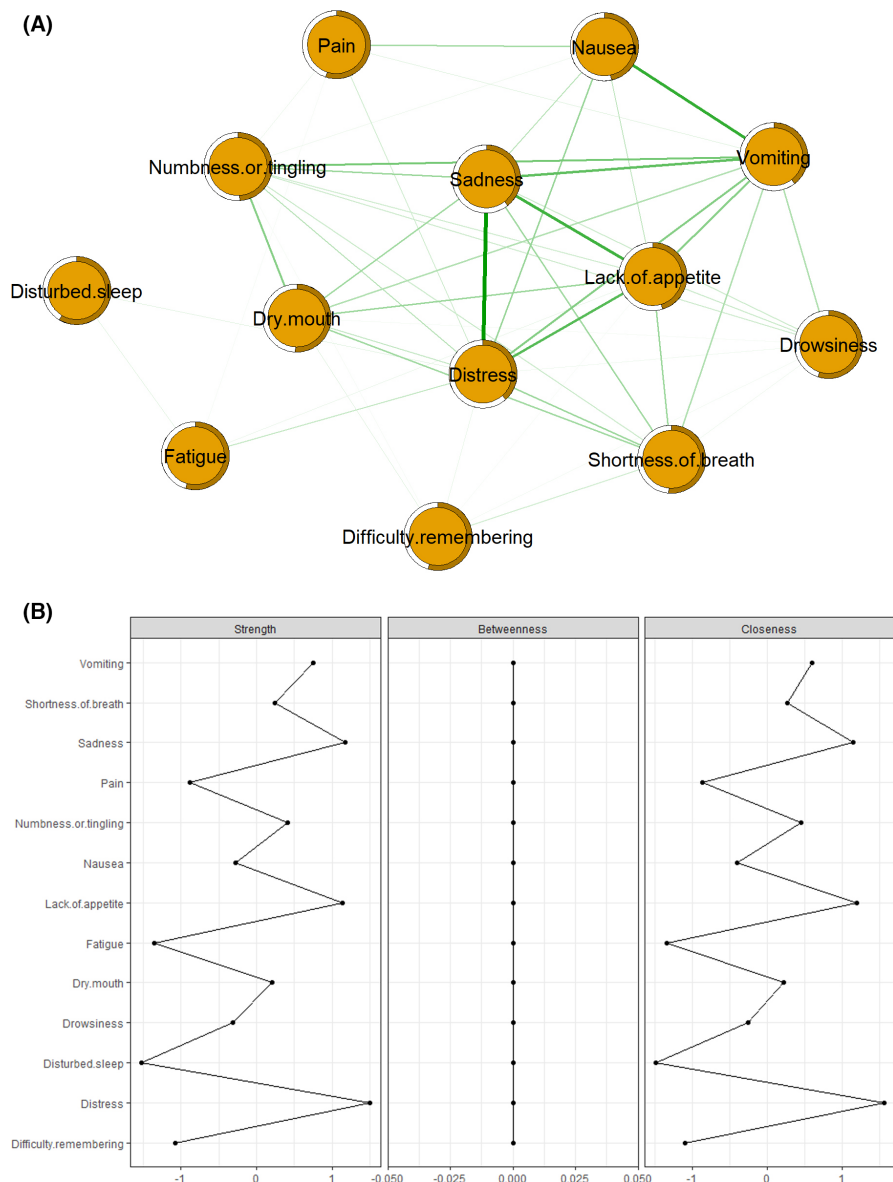 (A)
Pain
Nausea
Numbness.or.tingling
Sadness
Vomiting
Disturbed.sleep
Dry.mouth
Lack.of.appetite
Distress
Drowsiness
Fatigue
Shortness.of.breath
Difficulty.remembering
(B)
Strength Betweenness Closeness
Vomiting
Shortness.of.breath
Sadness
Pain
Numbness.or.tingling
Nausea
Lack.of.appetite
Fatigue
Dry.mouth
Drowsiness
Disturbed.sleep
Distress
Difficulty.remembering
-1 0 1 -0.050 -0.025 0.000 0.025 0.050 -1 0 1